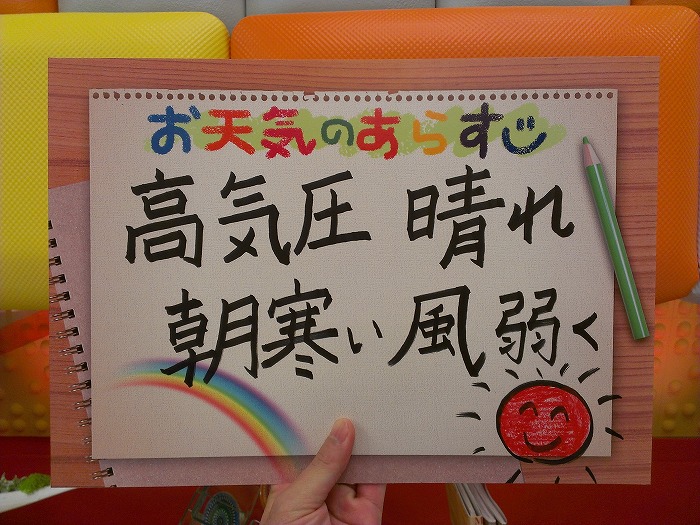 お天気のあらすじ
高気圧 晴れ
朝寒い 風弱く